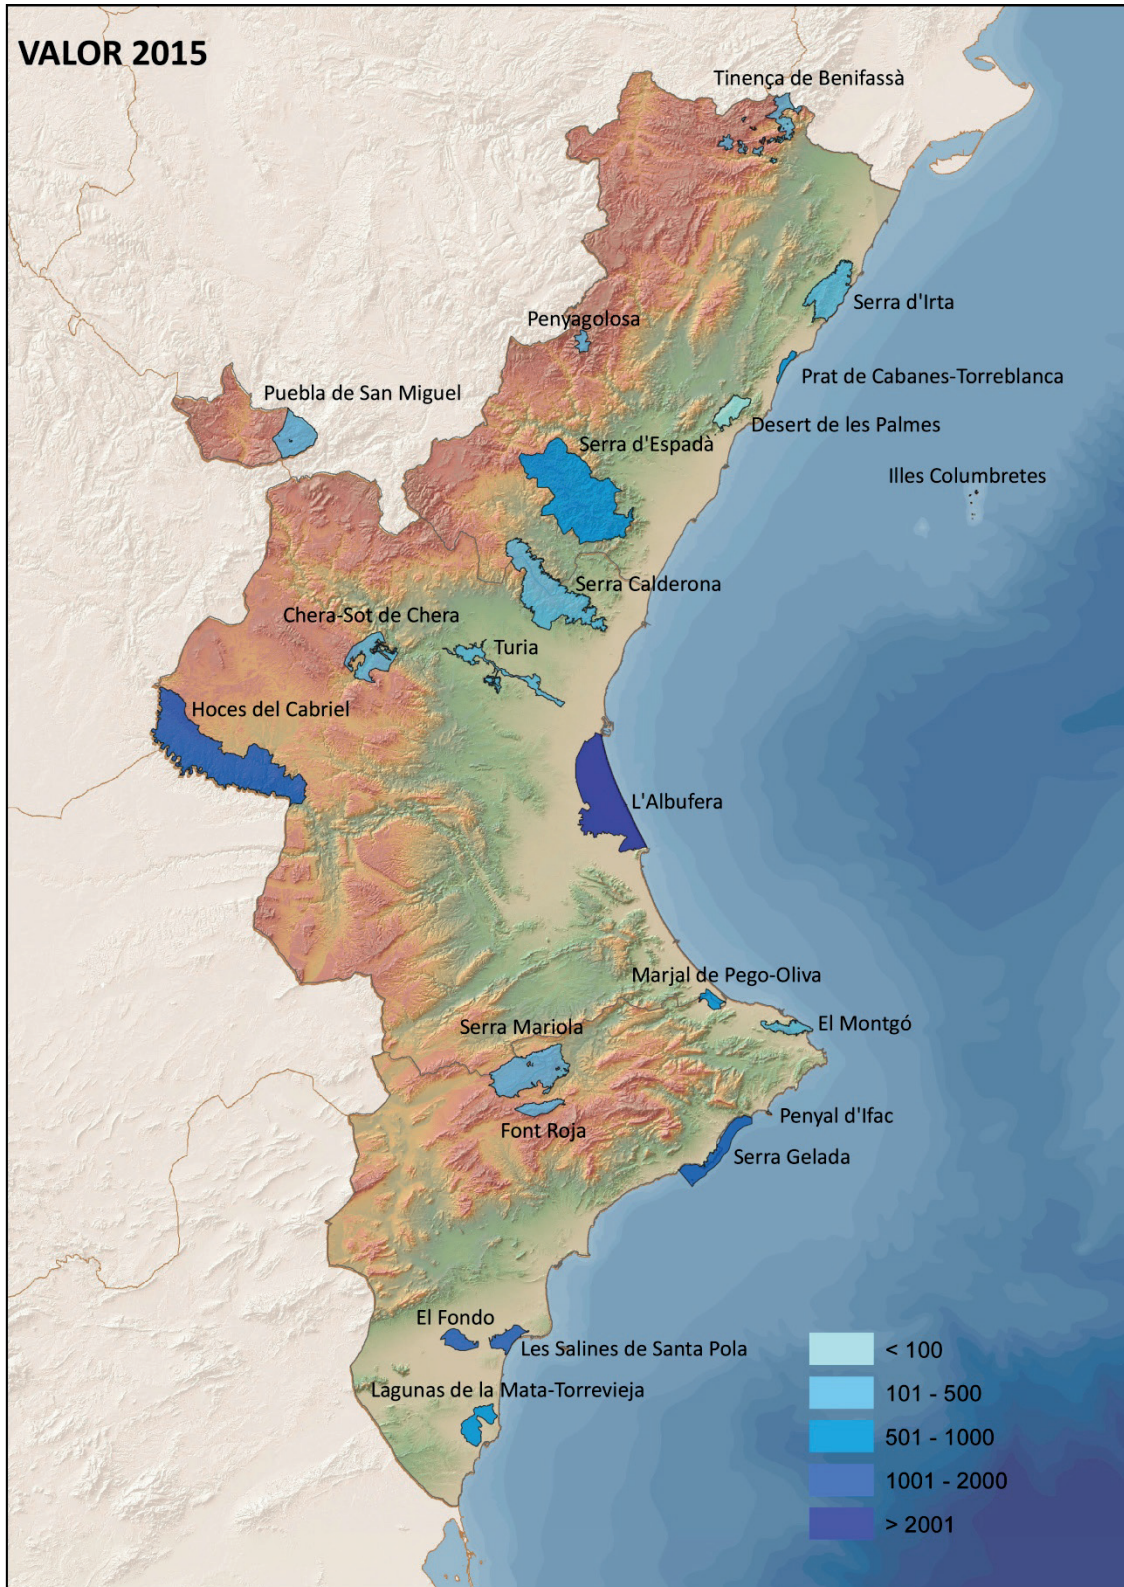 VALOR 2015
Tinença de Benifassà
Serra d'Irta
Penyagolosa
Prat de Cabanes-Torreblanca
Puebla de San Miguel
Desert de les Palmes
Serra d'Espadà
Illes Columbretes
Serra Calderona
Chera-Sot de Chera
Turia
Hoces del Cabriel
L'Albufera
Marjal de Pego-Oliva
El Montgó
Serra Mariola
Penyal d'Ifac
Font Roja
Serra Gelada
El Fondo
Les Salines de Santa Pola
Lagunas de la Mata-Torrevieja
< 100
101 - 500
501 - 1000
1001 - 2000
> 2001